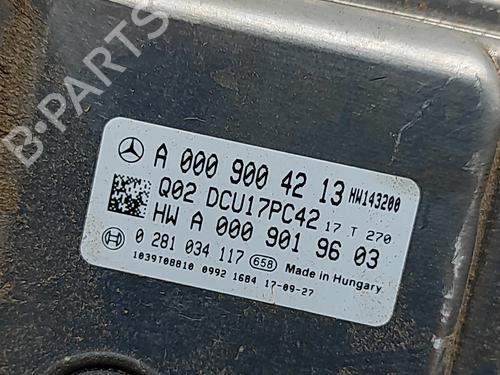 B-PARTS
A 000 900 42 13 HW143200
Q02 DCU17PC42 17 T 270
HW A 000 901 96 03
0 281 034 117 658 Made in Hungary
1039T08810 0992 1684 17-09-27